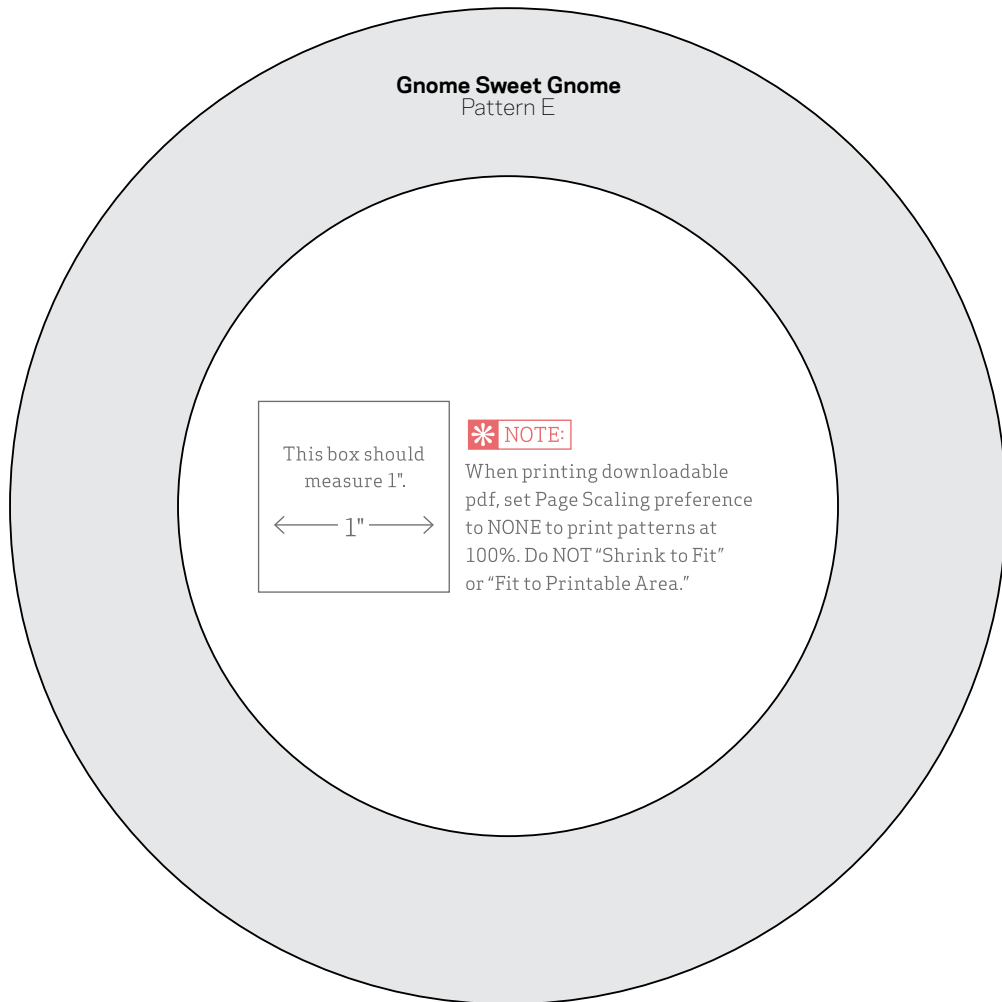 Gnome Sweet Gnome
Pattern E
This box should
measure 1".
1"
NOTE:
When printing downloadable
pdf, set Page Scaling preference
to NONE to print patterns at
100%. Do NOT “Shrink to Fit”
or “Fit to Printable Area.”